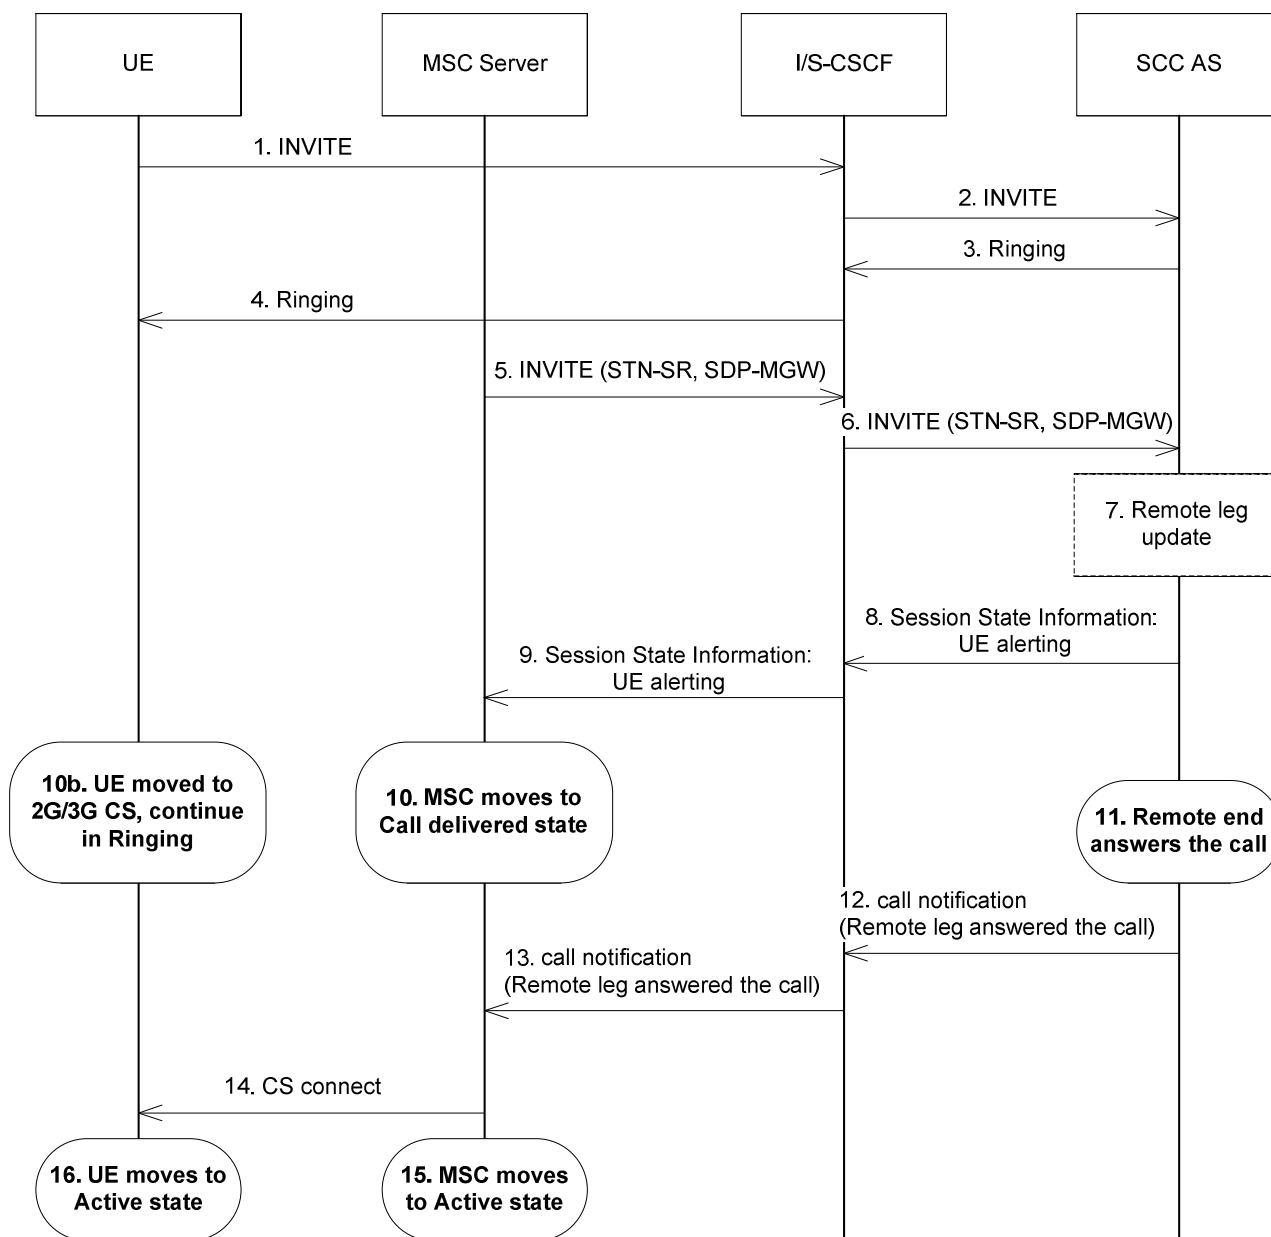 UE
MSC Server
I/S-CSCF
SCC AS
1. INVITE
2. INVITE
3. Ringing
4. Ringing
5. INVITE (STN-SR, SDP-MGW)
6. INVITE (STN-SR, SDP-MGW)
7. Remote leg
update
8. Session State Information:
UE alerting
9. Session State Information:
UE alerting
10b. UE moved to
2G/3G CS, continue
in Ringing
10. MSC moves to
Call delivered state
11. Remote end
answers the call
12. call notification
(Remote leg answered the call)
13. call notification
(Remote leg answered the call)
14. CS connect
16. UE moves to
Active state
15. MSC moves
to Active state